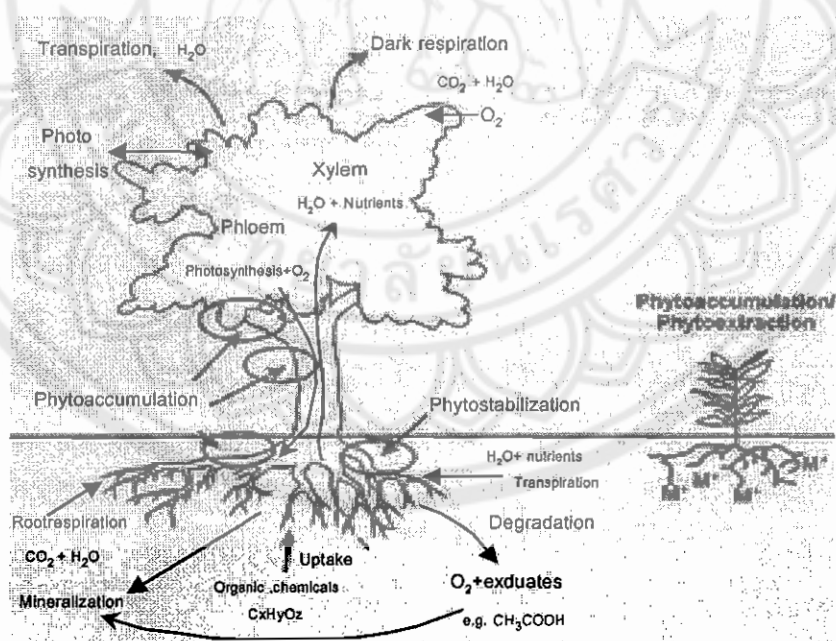 Transpiration, H₂O
Dark respiration
CO₂ + H₂O
O₂
Photo
synthesis
Xylem
H₂O + Nutrients
Phloem
Photosynthesis+O₂
Phytoaccumulation/
Phytoextraction
Phytoaccumulation
Phytostabilization
H₂O+ nutrients
Transpiration
M⁺ M⁺ M⁺ M⁺
Rootrespiration
Degradation
CO₂ + H₂O
Uptake
Mineralization
Organic chemicals
CxHyOz
O₂+exduates
e.g. CH₃COOH